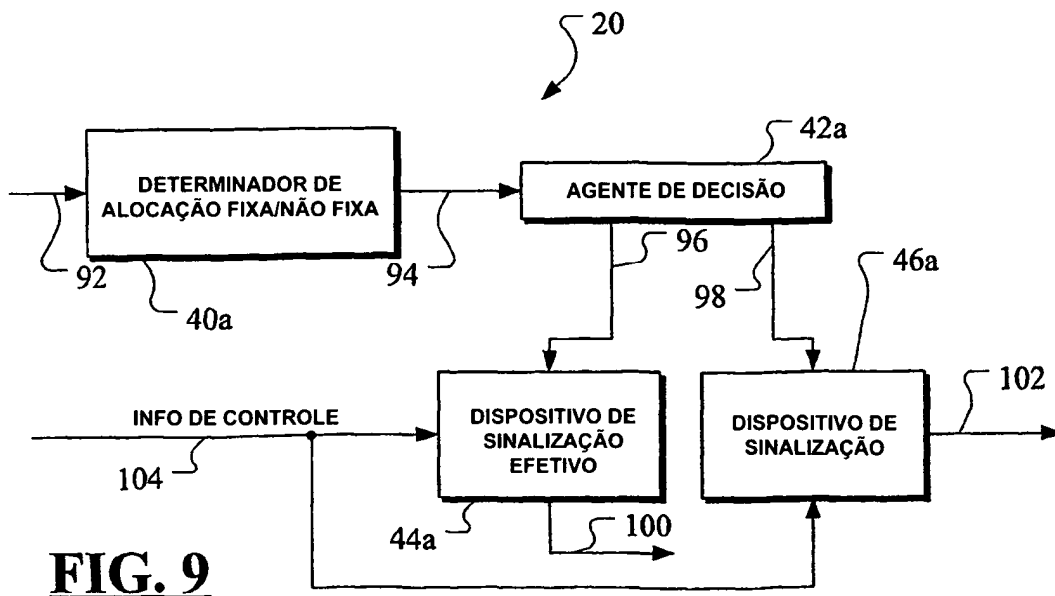 20
42a
DETERMINADOR DE
ALOCAÇÃO FIXA/NÃO FIXA
AGENTE DE DECISÃO
92
94
96
98
40a
46a
INFO DE CONTROLE
104
DISPOSITIVO DE
SINALIZAÇÃO
EFETIVO
DISPOSITIVO DE
SINALIZAÇÃO
102
44a
100
FIG. 9